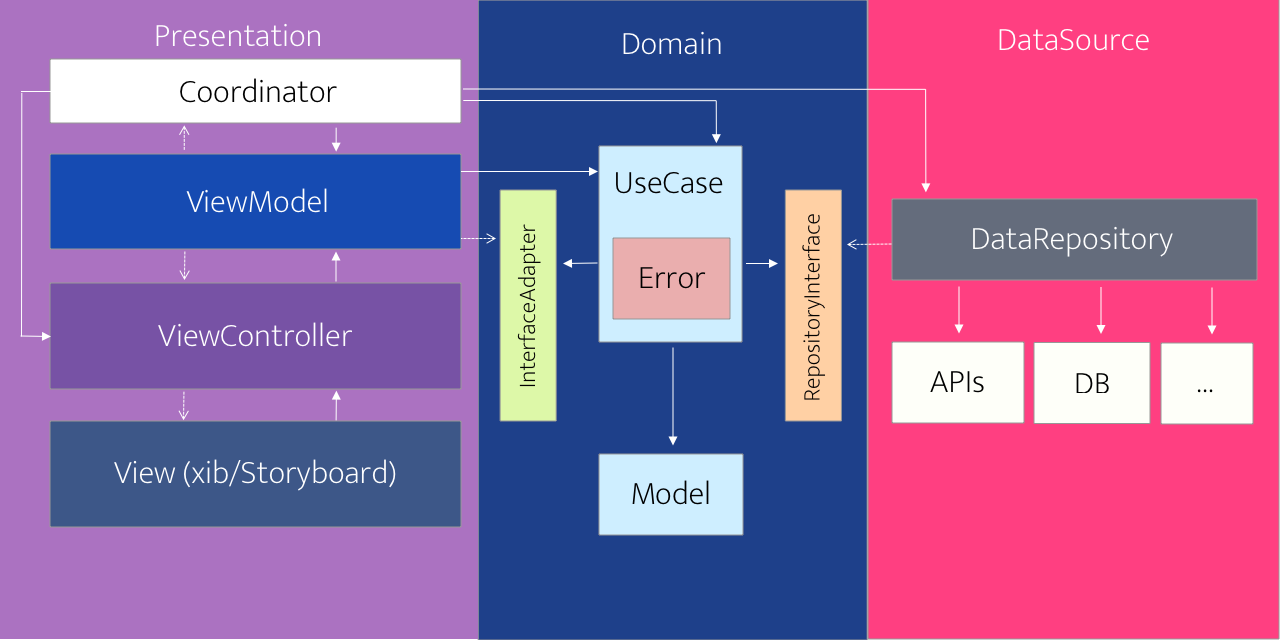 Presentation
Coordinator
ViewModel
ViewController
View (xib/Storyboard)
Domain
UseCase
Error
InterfaceAdapter
RepositoryInterface
Model
DataSource
DataRepository
APIs
DB
...